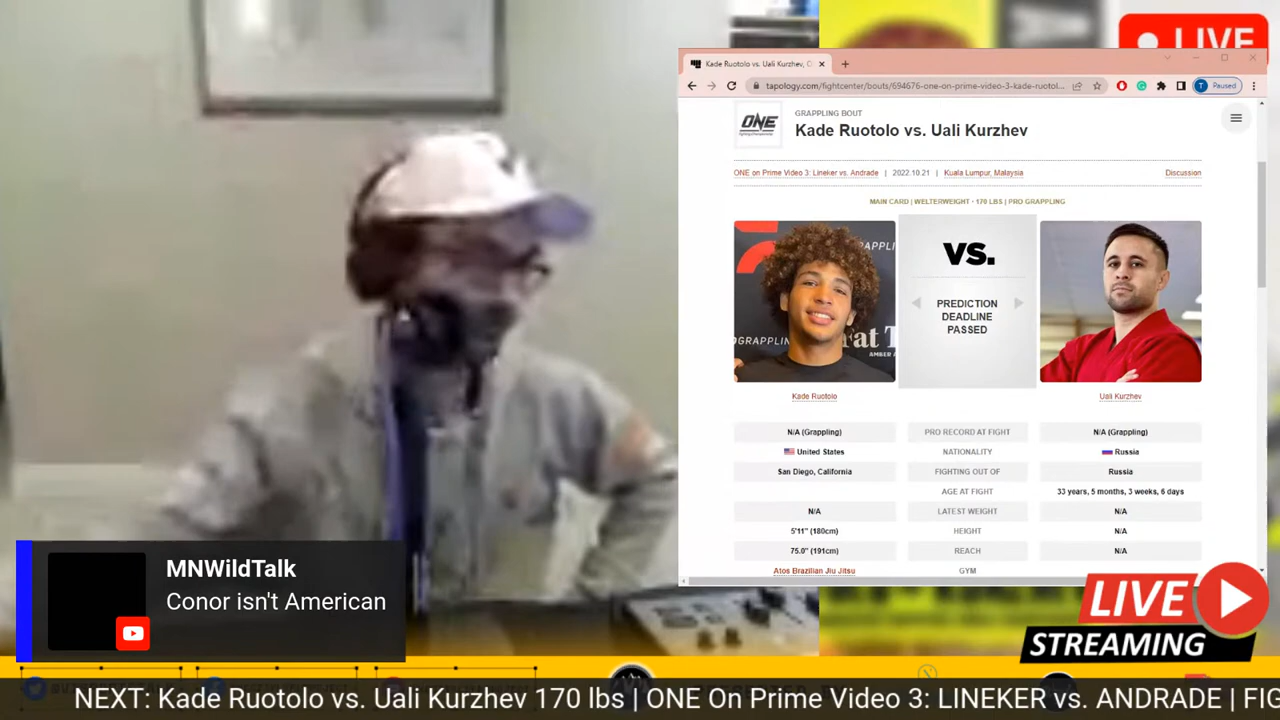 LIVE
Kade Ruotolo vs. Uali Kurzhev, O
tapology.com/fightcenter/bouts/694676-one-on-prime-video-3-kade-ruotol...
T Paused
ONE
GRAPPLING BOUT
Kade Ruotolo vs. Uali Kurzhev
ONE on Prime Video 3: Lineker vs. Andrade | 2022.10.21 | Kuala Lumpur, Malaysia
Discussion
MAIN CARD | WELTERWEIGHT · 170 LBS | PRO GRAPPLING
VS.
PREDICTION
DEADLINE
PASSED
Kade Ruotolo
Uali Kurzhev
N/A (Grappling) PRO RECORD AT FIGHT N/A (Grappling)
United States NATIONALITY Russia
San Diego, California FIGHTING OUT OF Russia
AGE AT FIGHT 33 years, 5 months, 3 weeks, 6 days
N/A LATEST WEIGHT N/A
5'11" (180cm) HEIGHT N/A
75.0" (191cm) REACH N/A
Atos Brazilian Jiu Jitsu GYM
MNWildTalk
Conor isn't American
LIVE
STREAMING
NEXT: Kade Ruotolo vs. Uali Kurzhev 170 lbs | ONE On Prime Video 3: LINEKER vs. ANDRADE | FIG